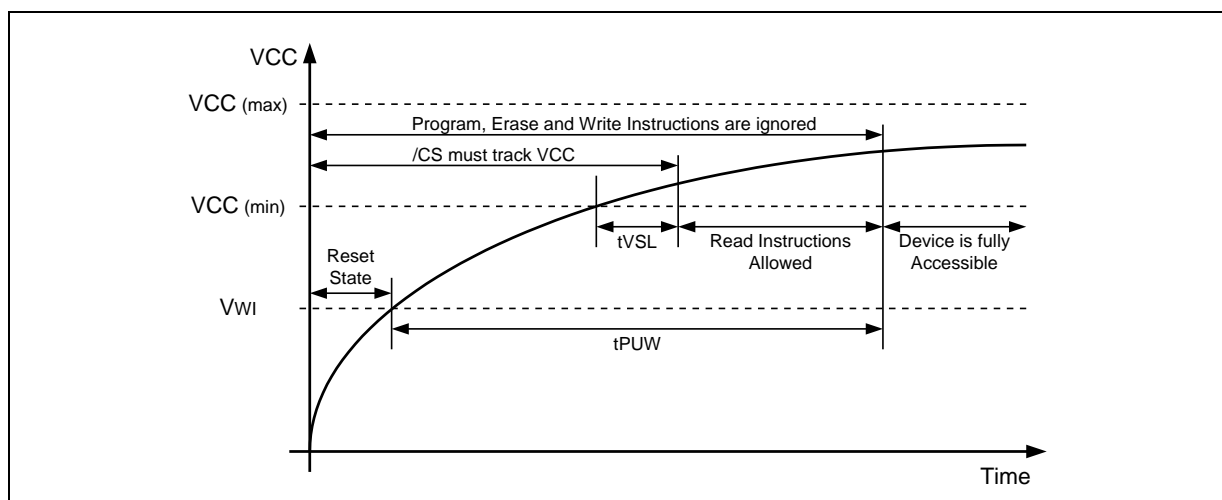 VCC
VCC (max)
Program, Erase and Write Instructions are ignored
/CS must track VCC
VCC (min)
tVSL
Read Instructions
Allowed
Device is fully
Accessible
Reset
State
VWI
tPUW
Time